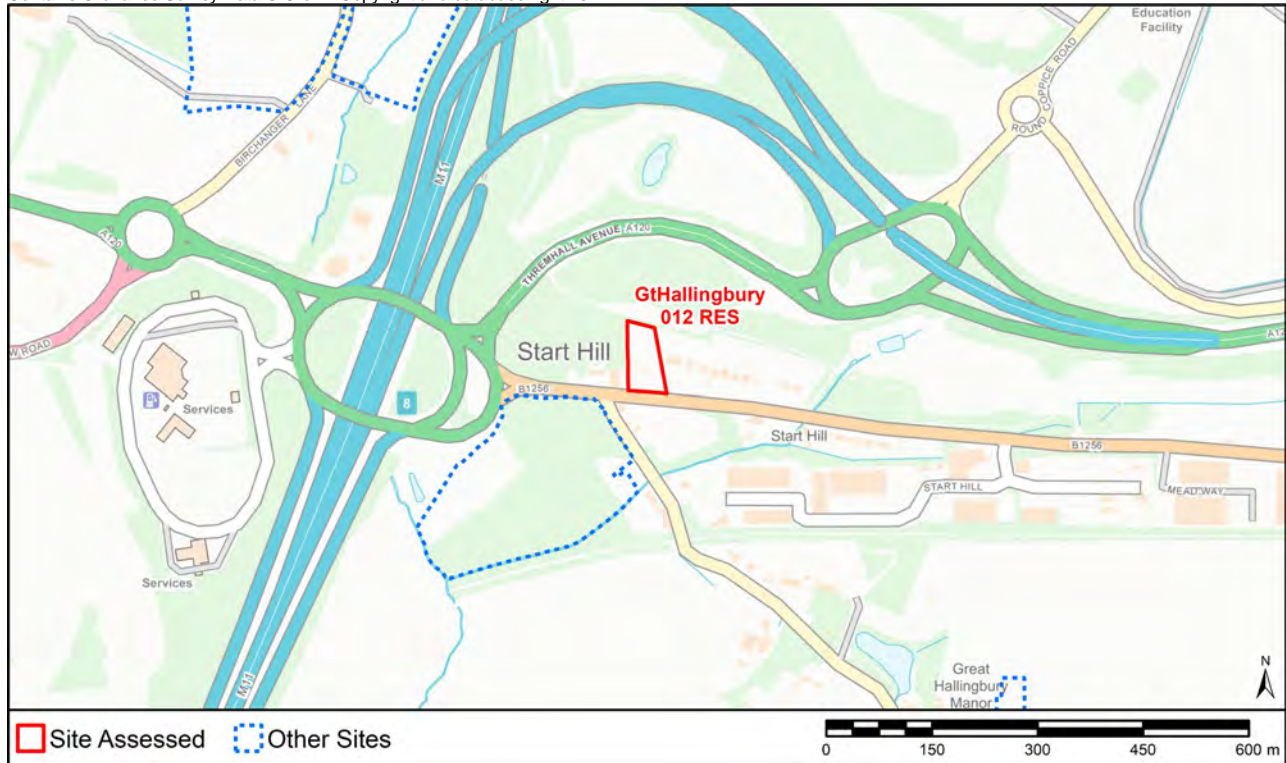 Education
Facility
BIRCHANGER LANE
M11
ROUND COPPICE ROAD
A120
THREMHALL AVENUE A120
GtHallingbury
012 RES
W ROAD
Start Hill
A12
Services
8
B1256
Start Hill
B1256
START HILL
MEAD WAY
Services
M11
Great
Hallingbury
Manor
N
Site Assessed
Other Sites
0 150 300 450 600 m